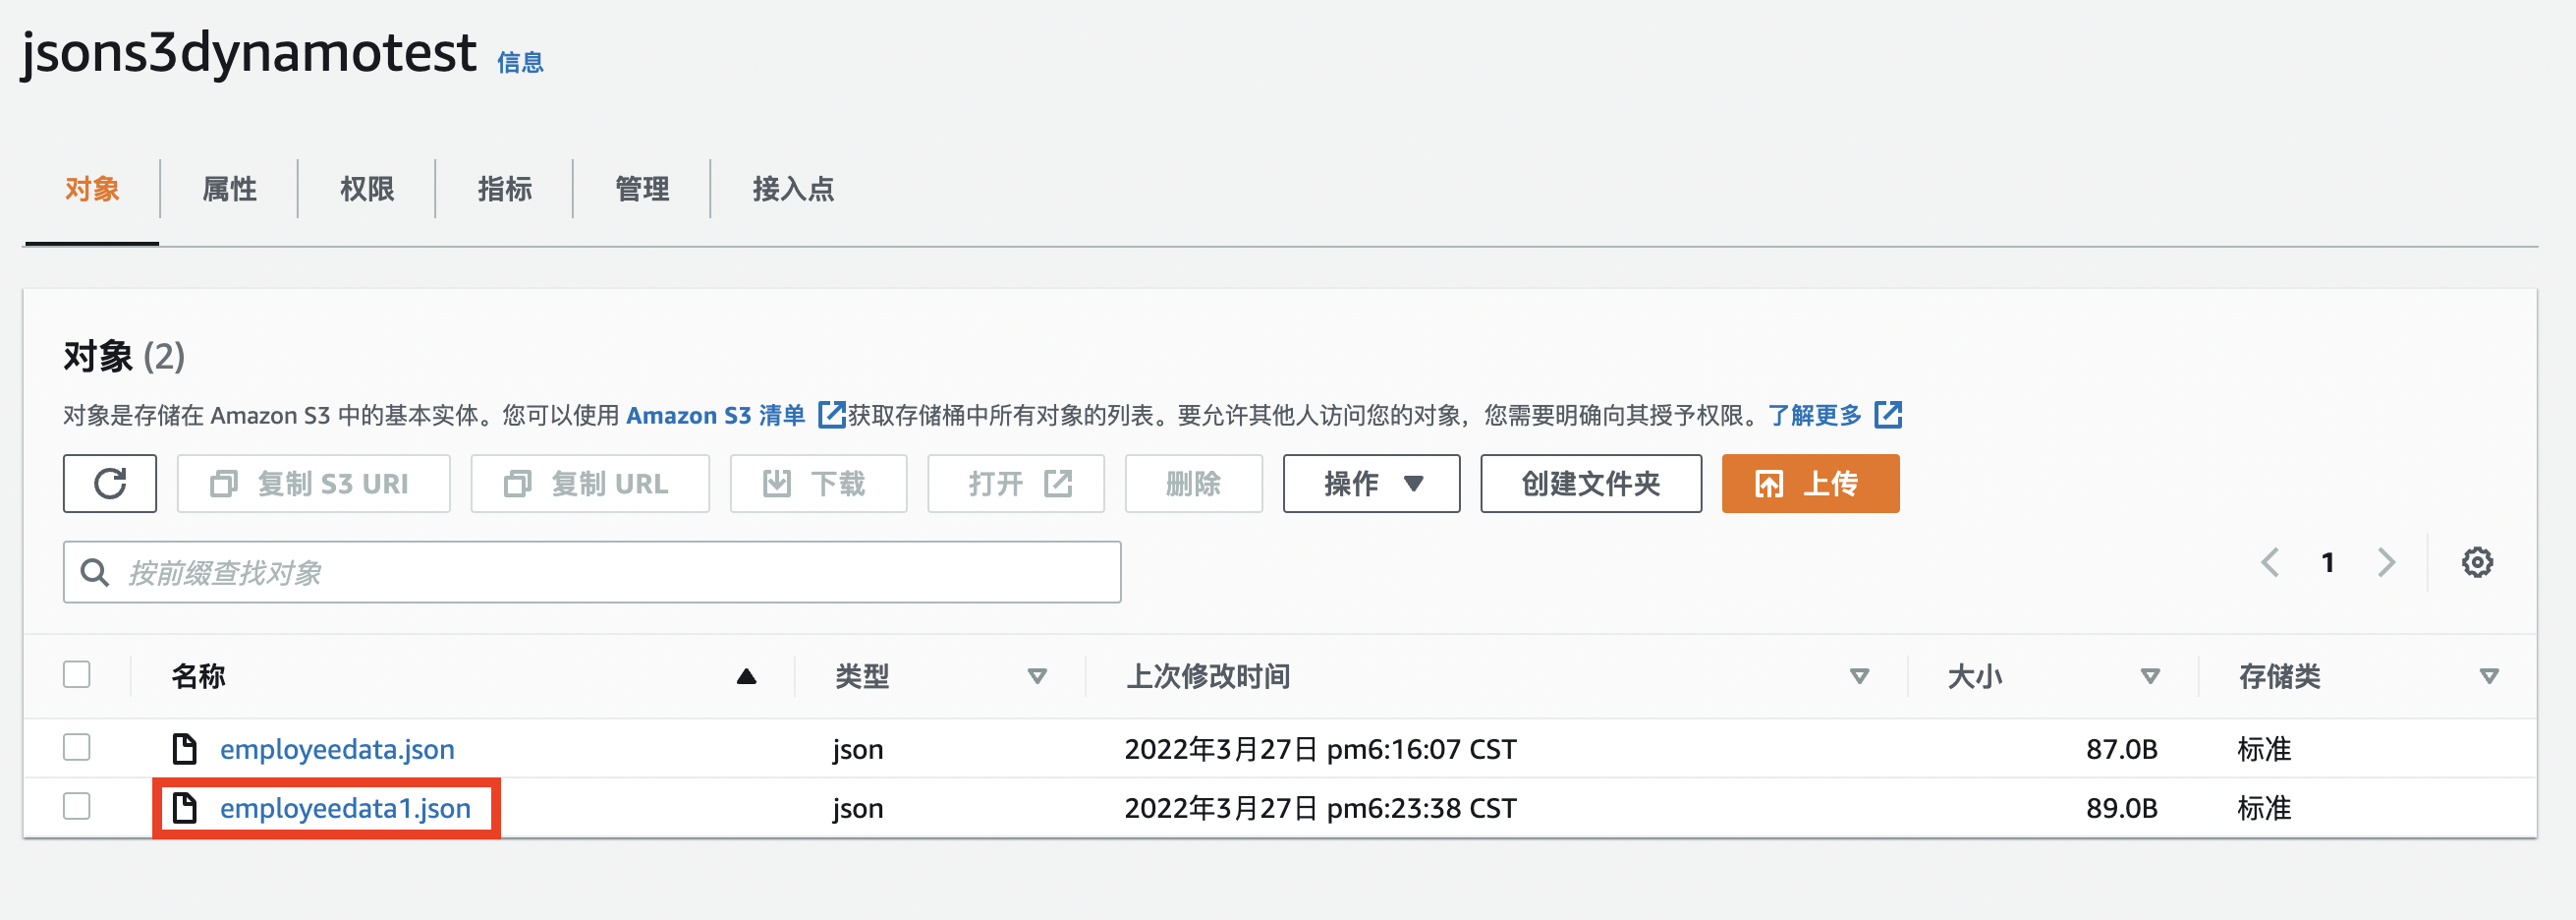 jsons3dynamotest 信息
对象 属性 权限 指标 管理 接入点
对象 (2)
对象是存储在 Amazon S3 中的基本实体。您可以使用 Amazon S3 清单 获取存储桶中所有对象的列表。要允许其他人访问您的对象，您需要明确向其授予权限。了解更多
复制 S3 URI 复制 URL 下载 打开 删除 操作 创建文件夹 上传
按前缀查找对象 1
名称 类型 上次修改时间 大小 存储类
employeedata.json json 2022年3月27日 pm6:16:07 CST 87.0B 标准
employeedata1.json json 2022年3月27日 pm6:23:38 CST 89.0B 标准